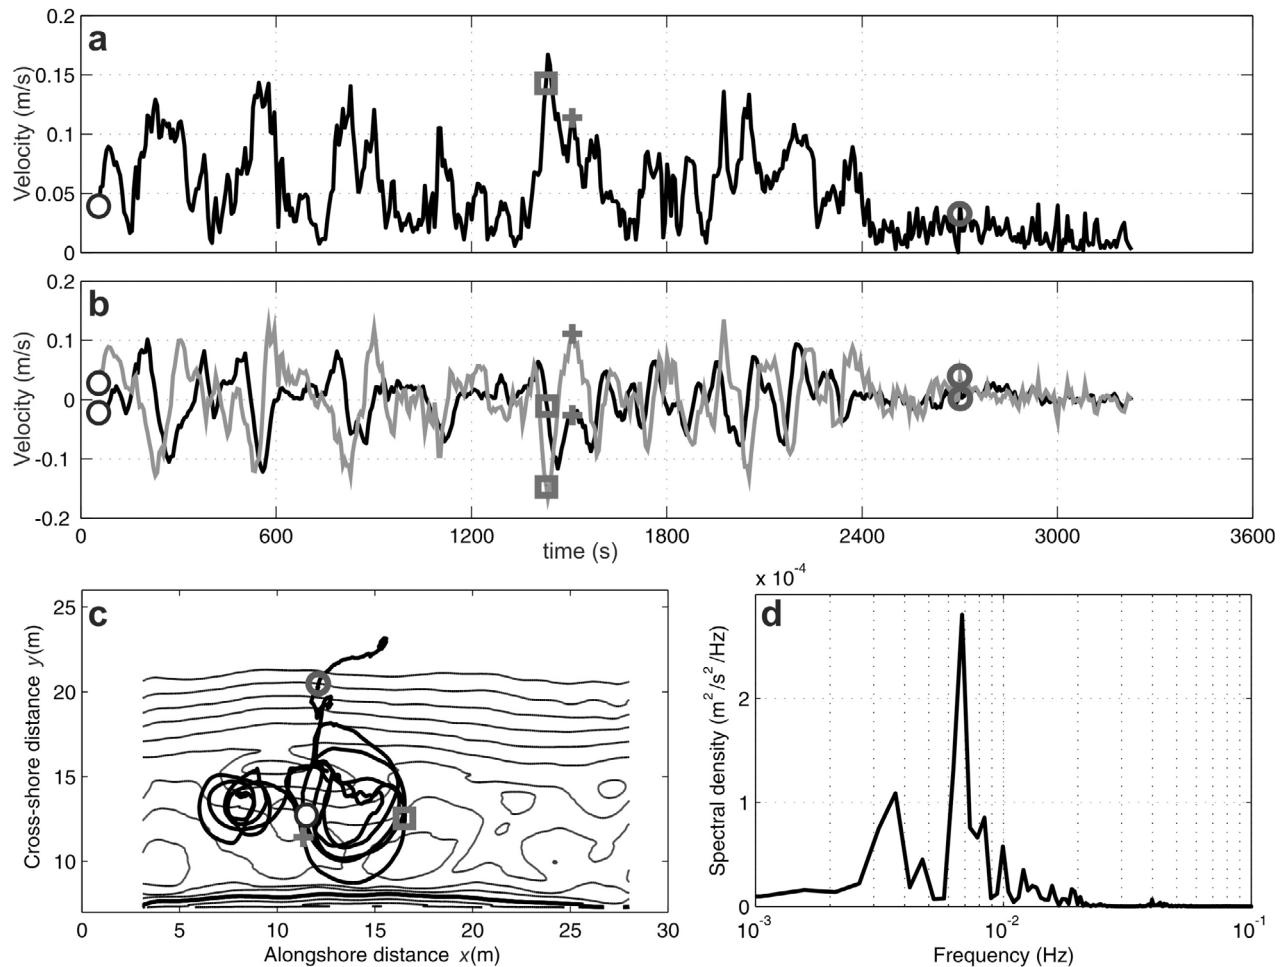 a
0.2
0.15
0.1
0.05
0
Velocity (m/s)
b
0.2
0.1
0
-0.1
-0.2
Velocity (m/s)
0 600 1200 1800 2400 3000 3600
time (s)
c
25
20
15
10
Cross-shore distance y(m)
0 5 10 15 20 25 30
Alongshore distance x(m)
x 10⁻⁴
d
2
1
0
Spectral density (m²/s²/Hz)
10⁻³ 10⁻² 10⁻¹
Frequency (Hz)